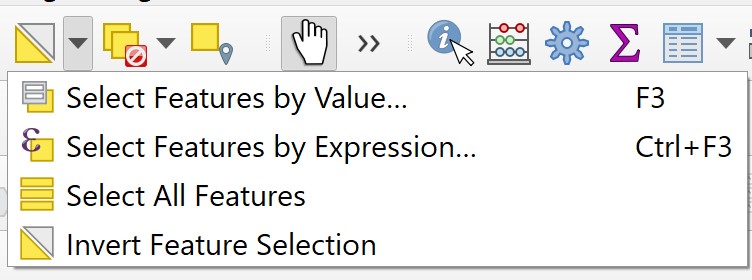 Select Features by Value... F3
Select Features by Expression... Ctrl+F3
Select All Features
Invert Feature Selection